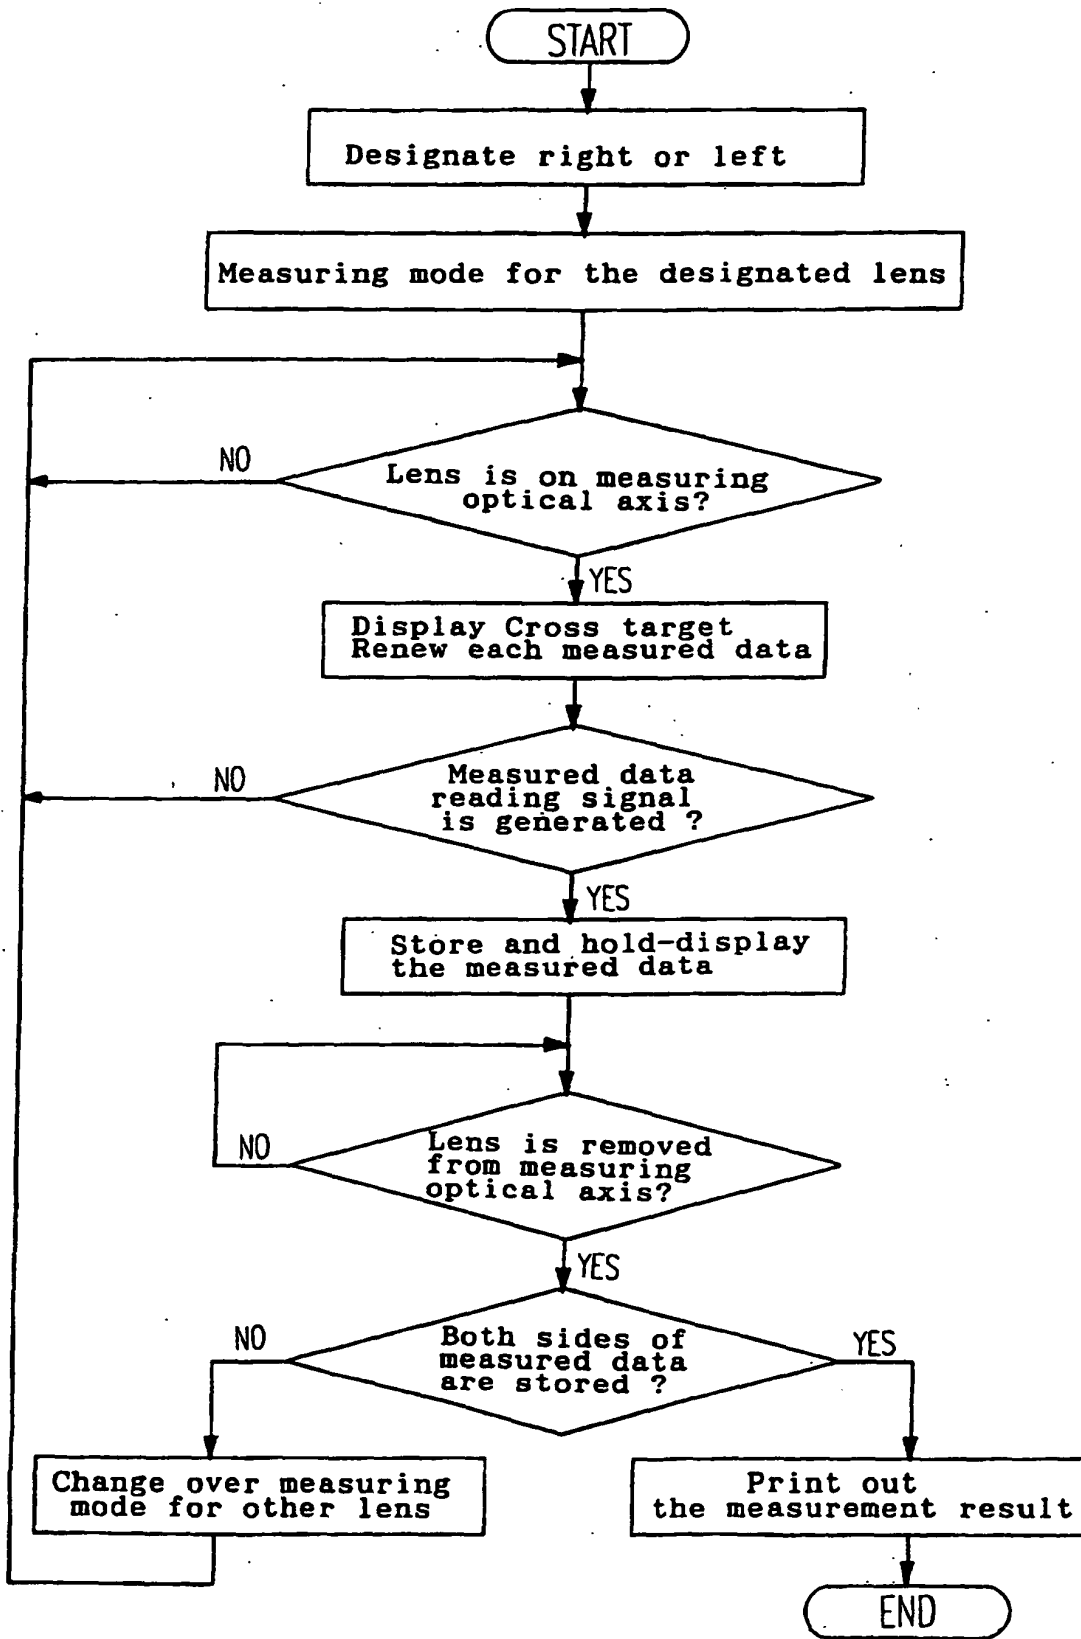 START
Designate right or left
Measuring mode for the designated lens
NO
Lens is on measuring
optical axis?
YES
Display Cross target
Renew each measured data
NO
Measured data
reading signal
is generated ?
YES
Store and hold-display
the measured data
NO
Lens is removed
from measuring
optical axis?
YES
NO
Both sides of
measured data
are stored ?
YES
Change over measuring
mode for other lens
Print out
the measurement result
END